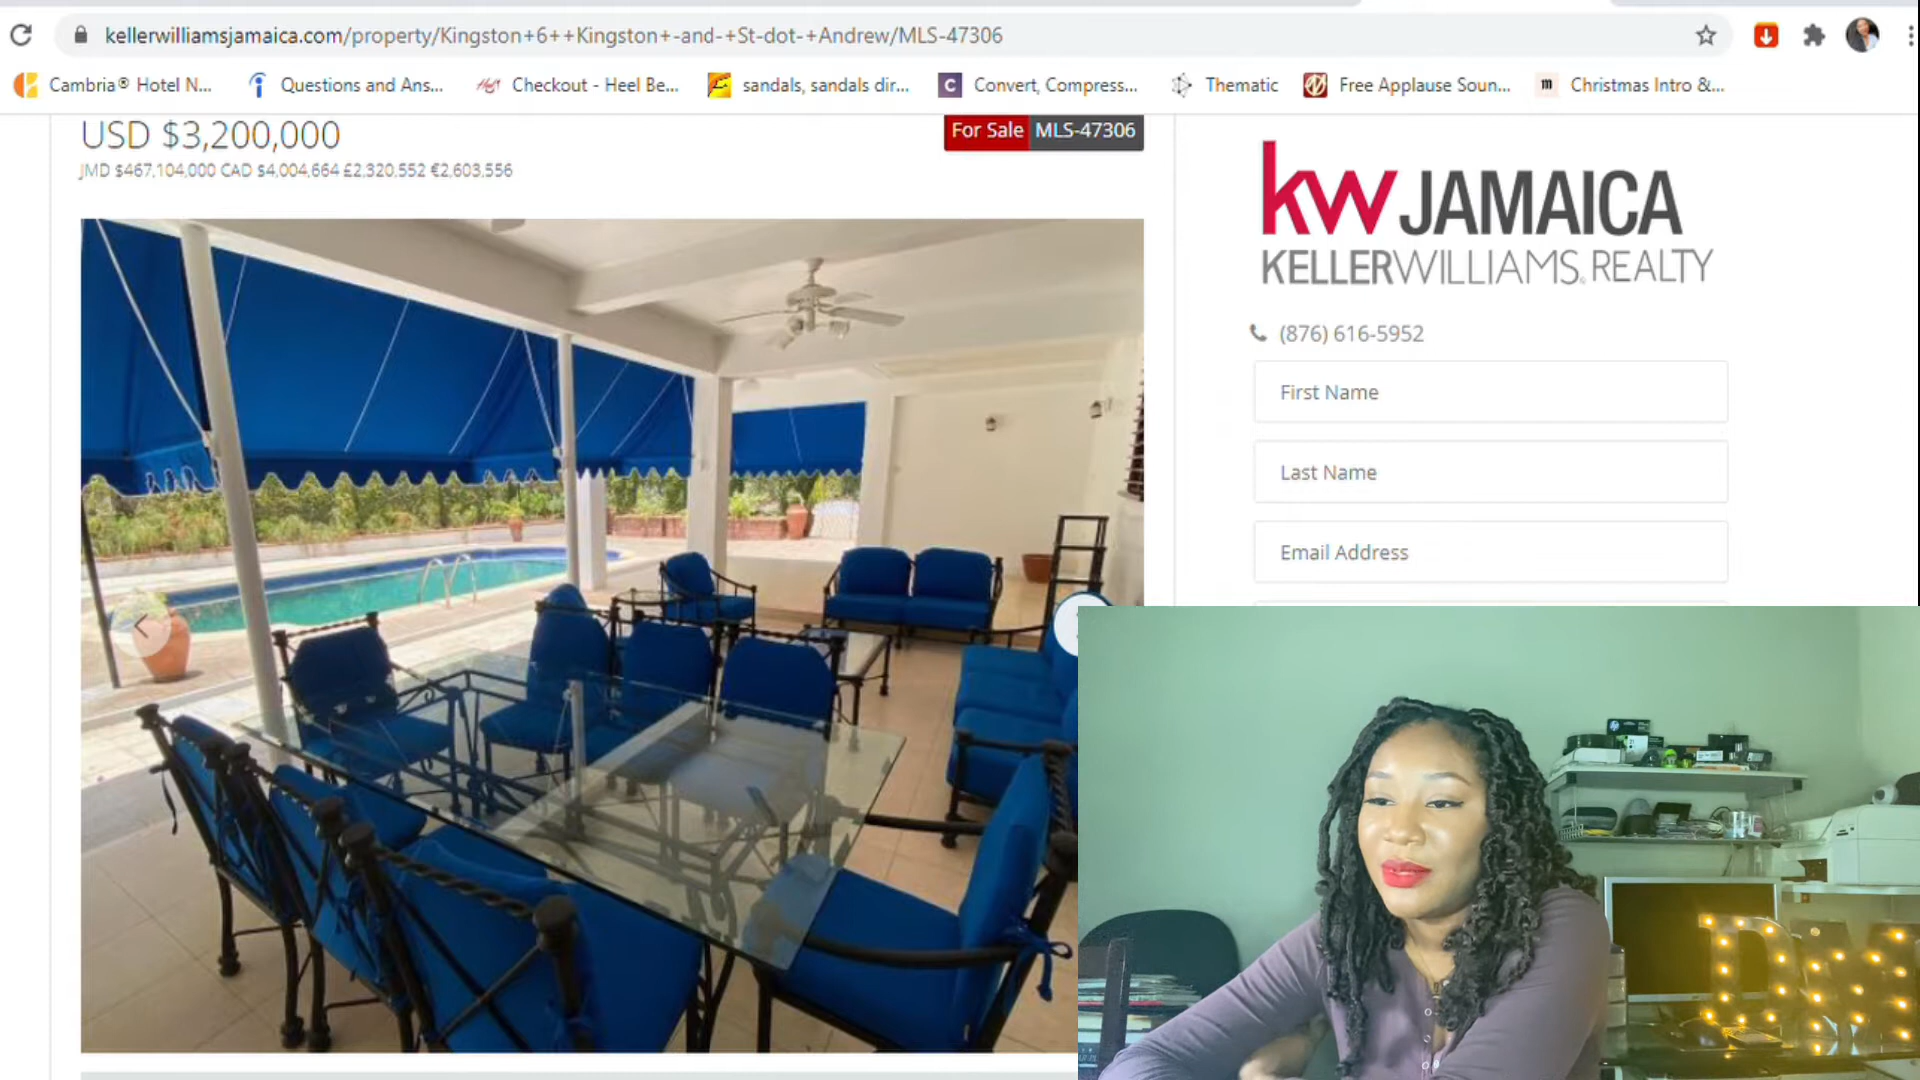 kellerwilliamsjamaica.com/property/Kingston+6++Kingston+-and-+St-dot-+Andrew/MLS-47306
Cambria® Hotel N... Questions and Ans... Checkout - Heel Be... sandals, sandals dir... C Convert, Compress... Thematic Free Applause Soun... m Christmas Intro &...
USD $3,200,000
For Sale MLS-47306
JMD $467,104,000 CAD $4,004,664 £2,320,552 €2,603,556
kw JAMAICA
KELLERWILLIAMS. REALTY
(876) 616-5952
First Name
Last Name
Email Address